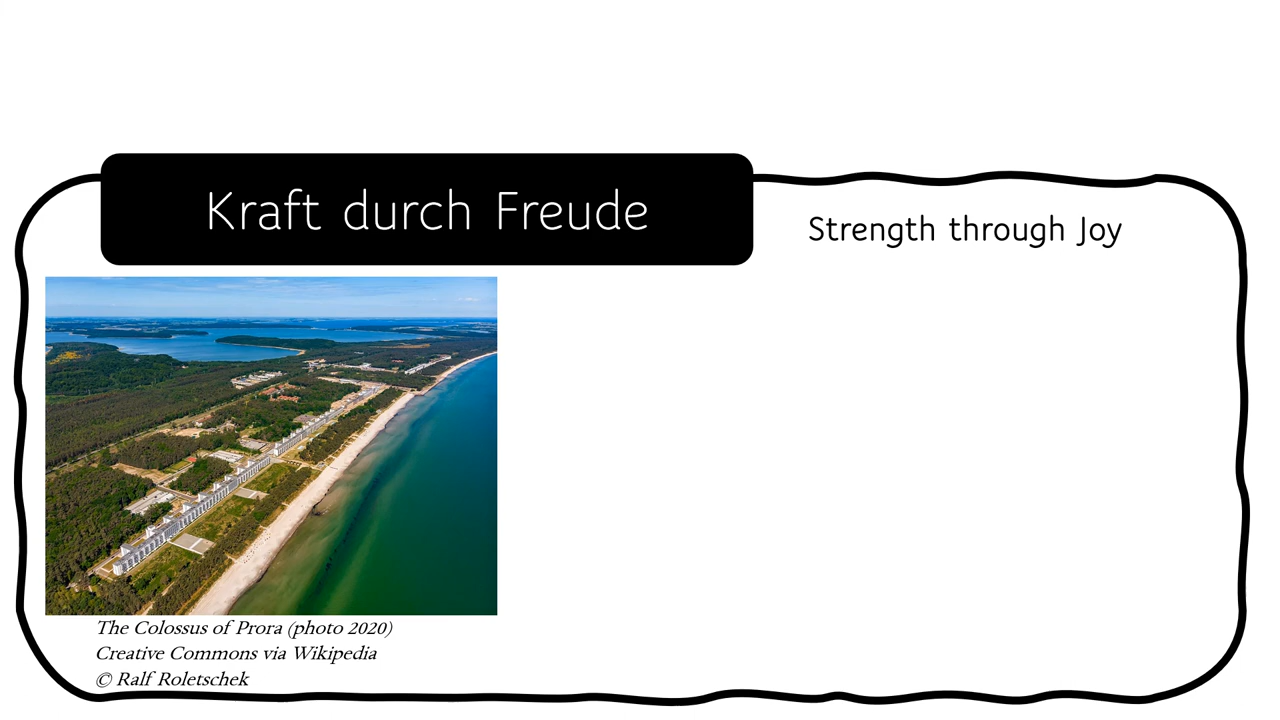 Kraft durch Freude
Strength through Joy
The Colossus of Prora (photo 2020)
Creative Commons via Wikipedia
© Ralf Roletschek